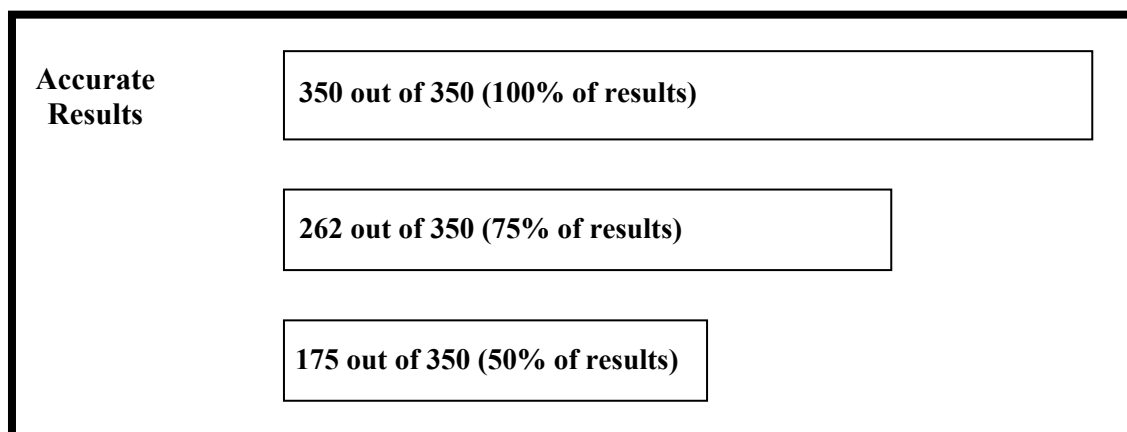 Accurate
Results
350 out of 350 (100% of results)
262 out of 350 (75% of results)
175 out of 350 (50% of results)